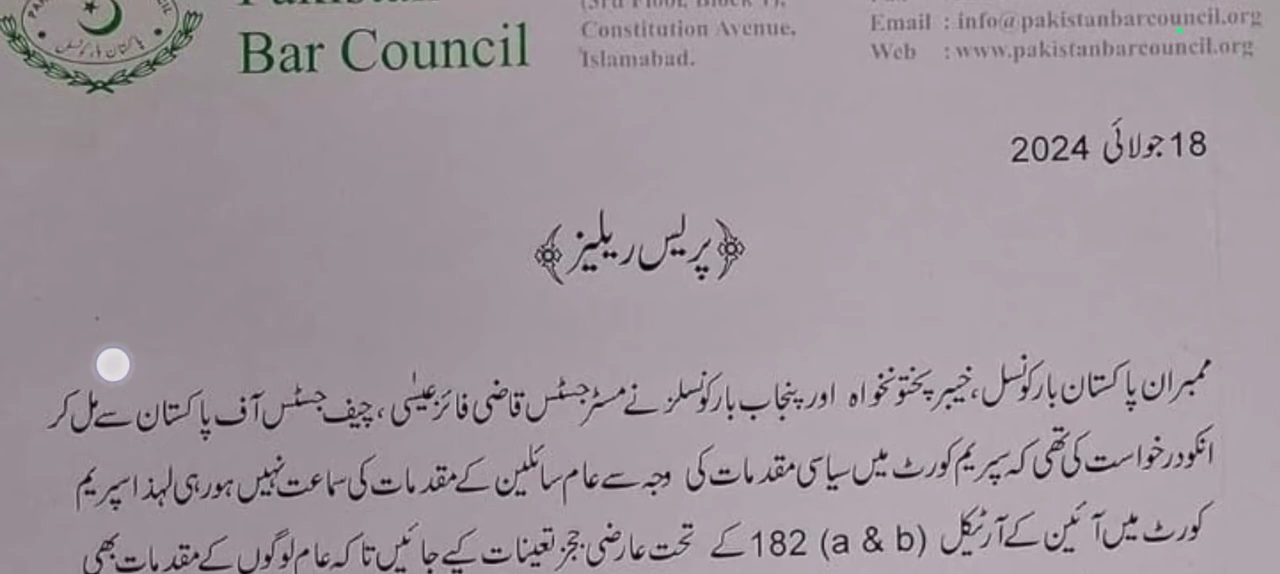 Bar Council
Constitution Avenue,
Islamabad.
Email : info@pakistanbarcouncil.org
Web : www.pakistanbarcouncil.org
18 جولائی 2024
پریس ریلیز
ممبران پاکستان بار کونسل، خیبر پختونخواہ اور پنجاب بار کونسلز نے مسٹر جسٹس قاضی فائز عیسٰی، چیف جسٹس آف پاکستان سے مل کر
انکو درخواست کی تھی کہ سپریم کورٹ میں سیاسی مقدمات کی وجہ سے عام سائلین کے مقدمات کی سماعت نہیں ہو رہی لہذا سپریم
کورٹ میں آئین کے آرٹیکل 182 (a & b) کے تحت عارضی ججز تعینات کیے جائیں تاکہ عام لوگوں کے مقدمات بھی